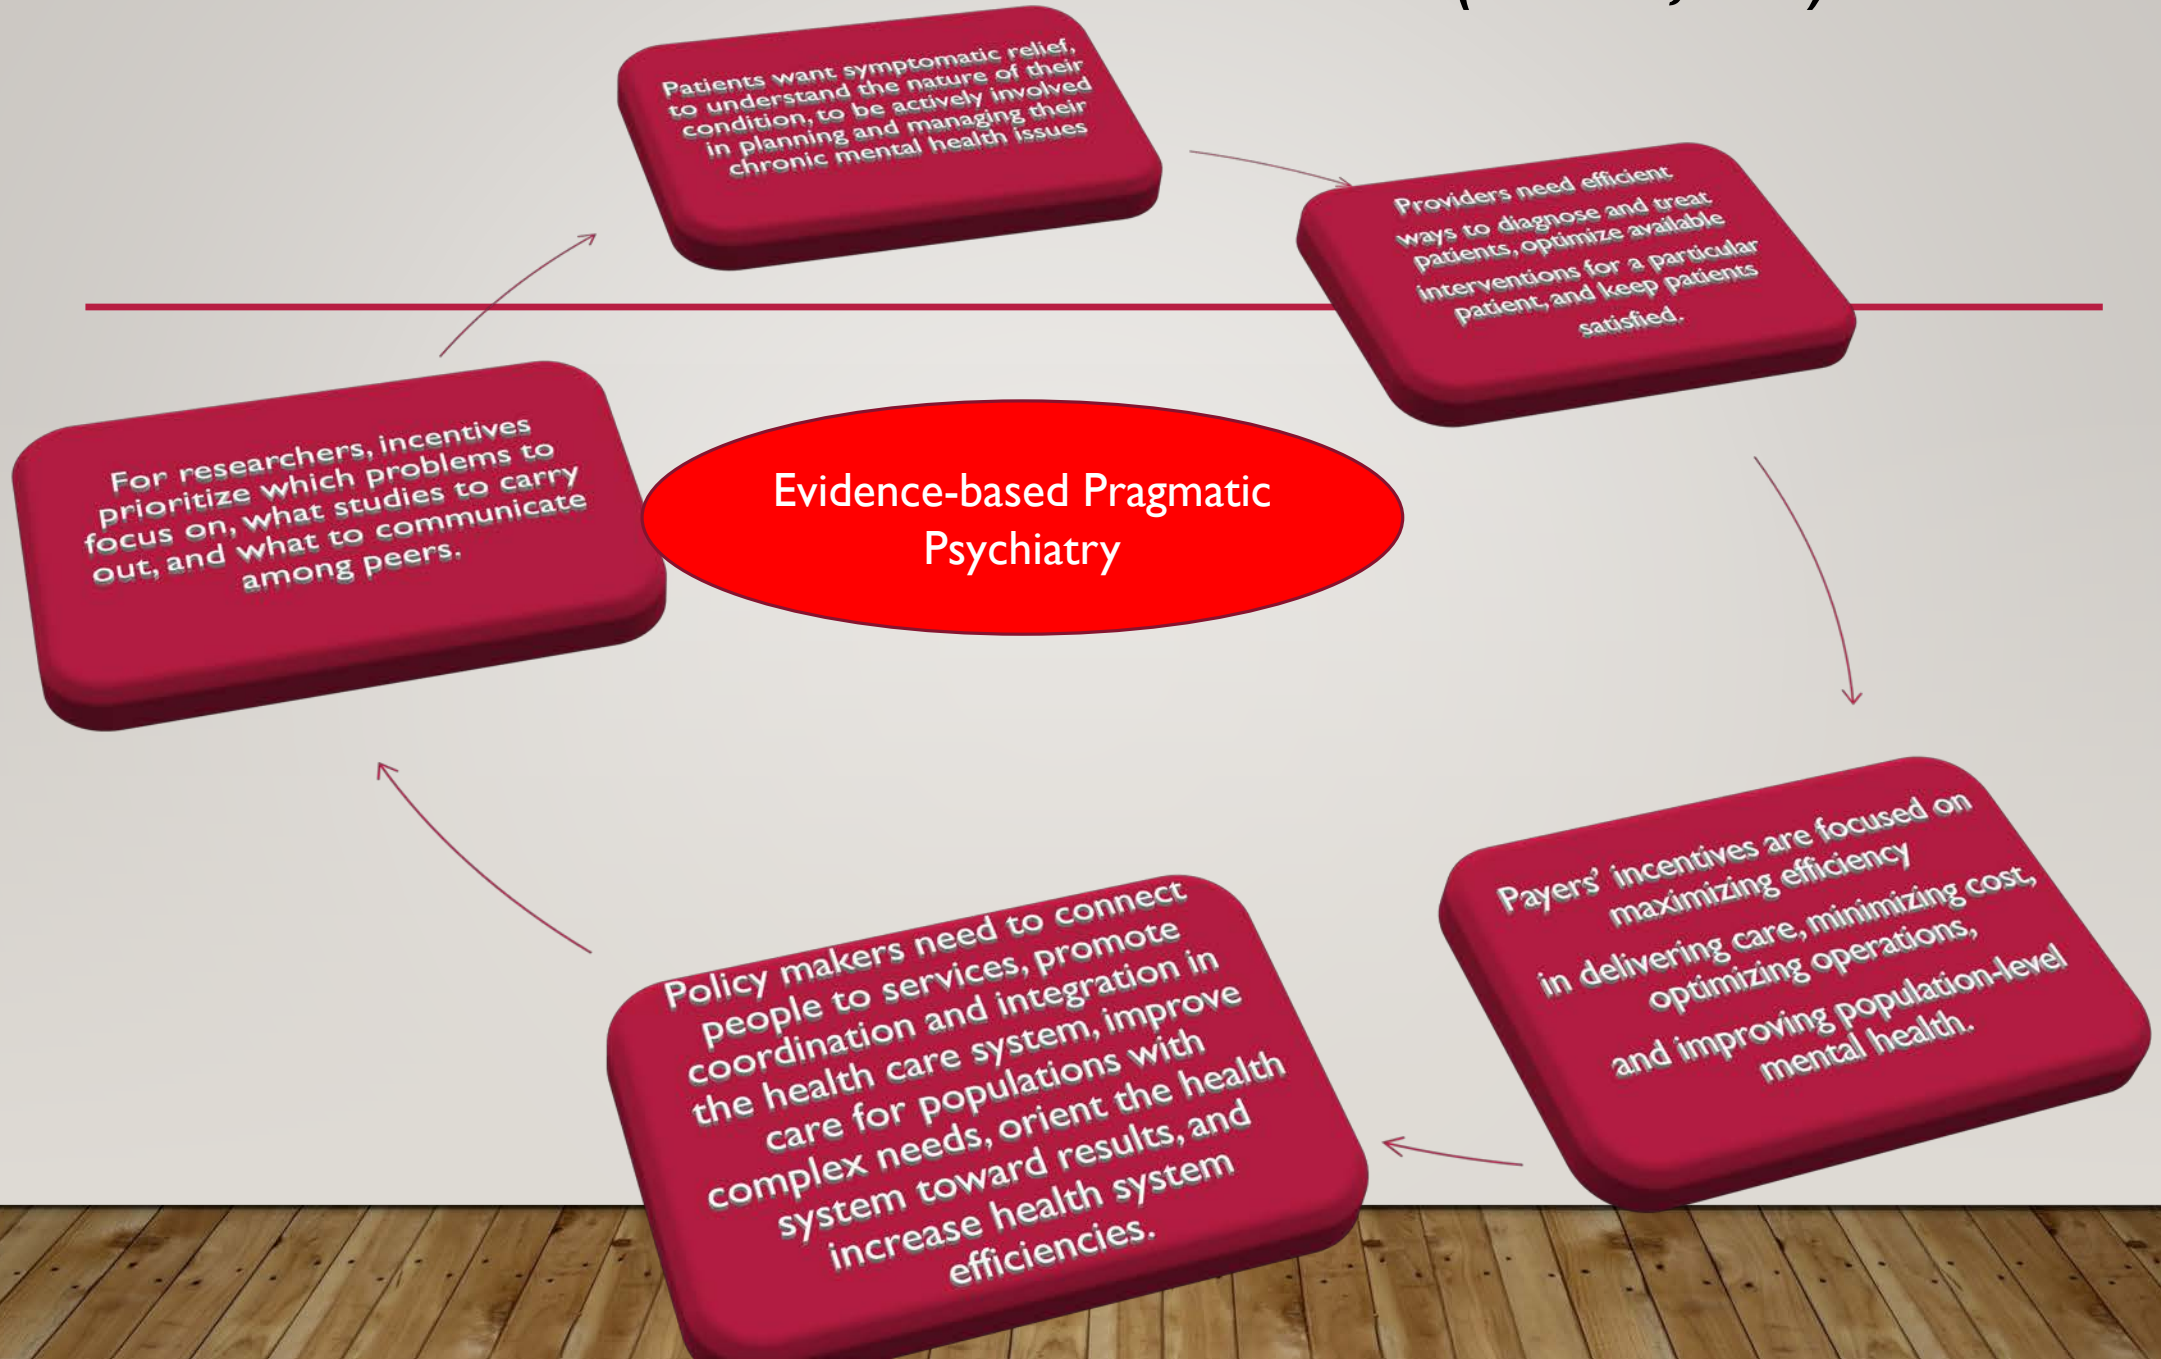 Patients want symptomatic relief,
to understand the nature of their
condition, to be actively involved
in planning and managing their
chronic mental health issues
Providers need efficient
ways to diagnose and treat
patients, optimize available
interventions for a particular
patient, and keep patients
satisfied.
For researchers, incentives
prioritize which problems to
focus on, what studies to carry
out, and what to communicate
among peers.
Evidence-based Pragmatic
Psychiatry
Payers’ incentives are focused on
maximizing efficiency
in delivering care, minimizing cost,
optimizing operations,
and improving population-level
mental health.
Policy makers need to connect
people to services, promote
coordination and integration in
the health care system, improve
care for populations with
complex needs, orient the health
system toward results, and
increase health system
efficiencies.